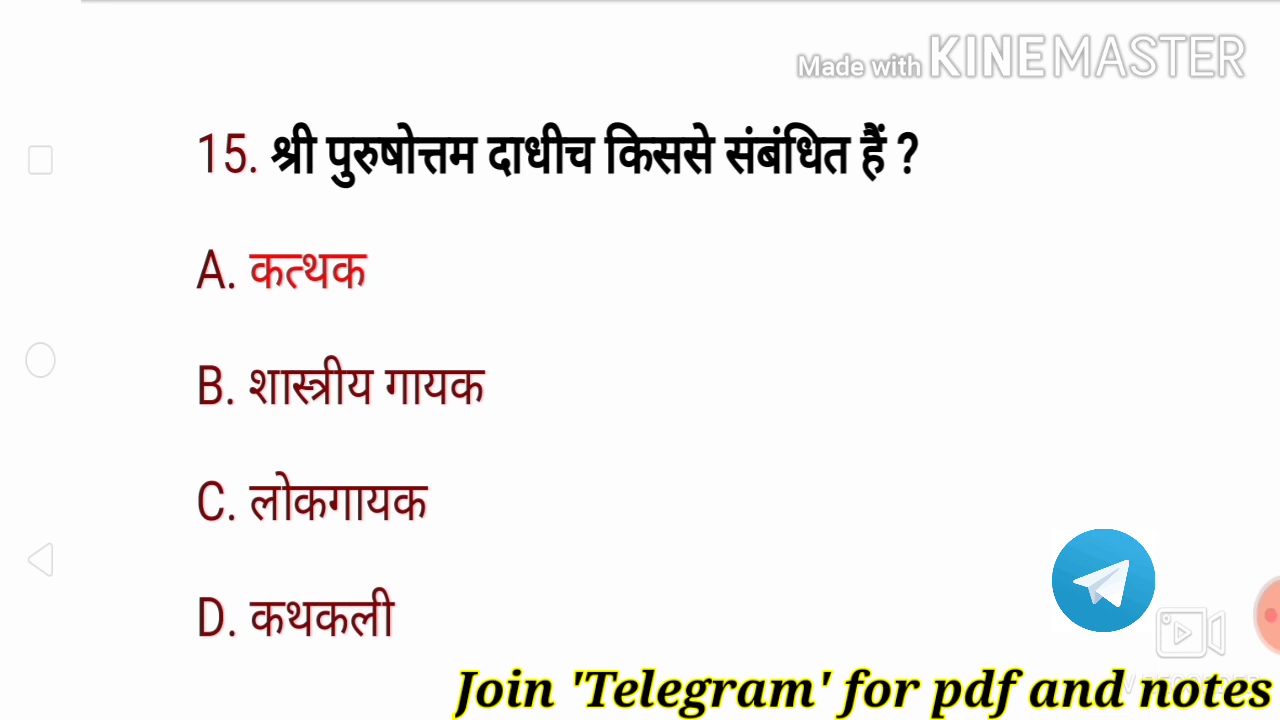 Made with KINEMASTER
15. श्री पुरुषोत्तम दाधीच किससे संबंधित हैं ?
A. कत्थक
B. शास्त्रीय गायक
C. लोकगायक
D. कथकली
Join 'Telegram' for pdf and notes